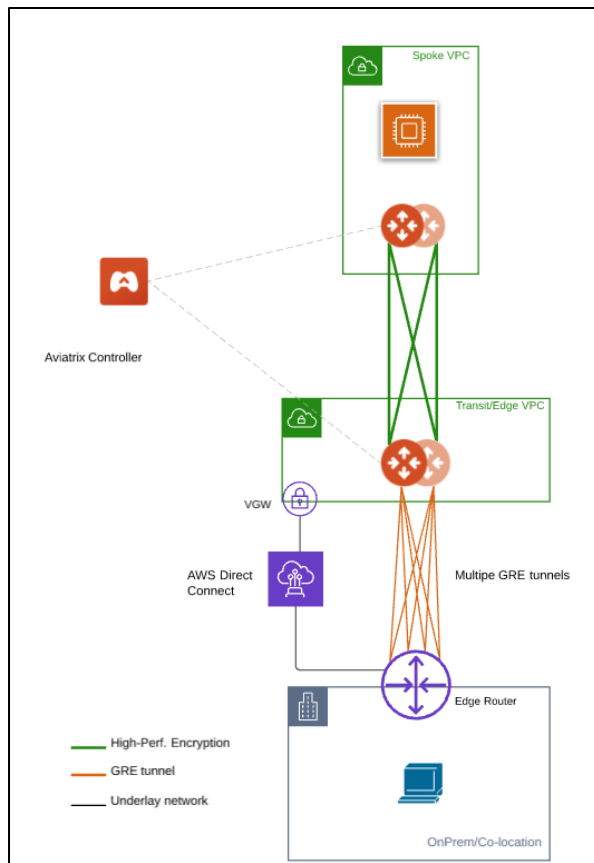 Spoke VPC
Aviatrix Controller
Transit/Edge VPC
VGW
AWS Direct
Connect
Multipe GRE tunnels
Edge Router
High-Perf. Encryption
GRE tunnel
Underlay network
OnPrem/Co-location